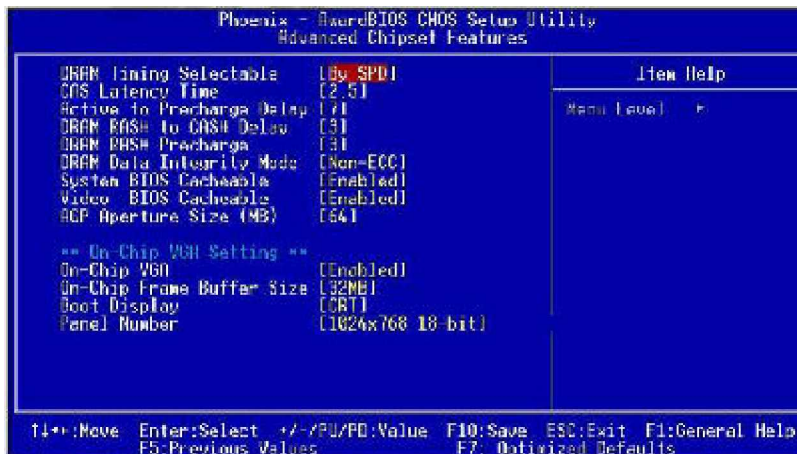 Phoenix - AwardBIOS CMOS Setup Utility
Advanced Chipset Features
DRAM Timing Selectable [By SPD]
CAS Latency Time [2.5]
Active to Precharge Delay [7]
DRAM RAS# to CAS# Delay [3]
DRAM RAS# Precharge [3]
DRAM Data Integrity Mode [Non-ECC]
System BIOS Cacheable [Enabled]
Video BIOS Cacheable [Enabled]
AGP Aperture Size (MB) [64]
** On-Chip VGA Setting **
On-Chip VGA [Enabled]
On-Chip Frame Buffer Size [32MB]
Boot Display [CRT]
Panel Number [1024x768 18-bit]
Item Help
Menu Level ►
↑↓→←:Move Enter:Select +/-/PU/PD:Value F10:Save ESC:Exit F1:General Help
F5:Previous Values F7: Optimized Defaults